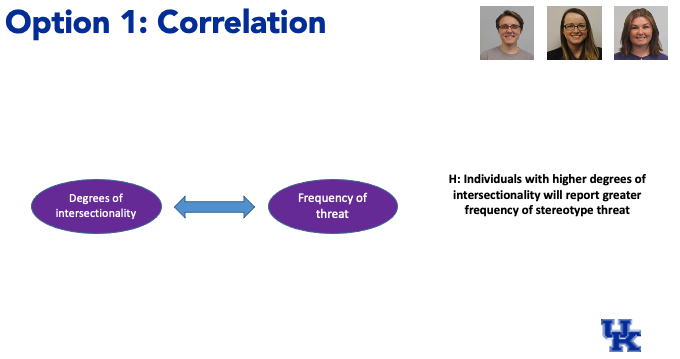 Option 1: Correlation
Degrees of
intersectionality
Frequency of
threat
H: Individuals with higher degrees of
intersectionality will report greater
frequency of stereotype threat
UK